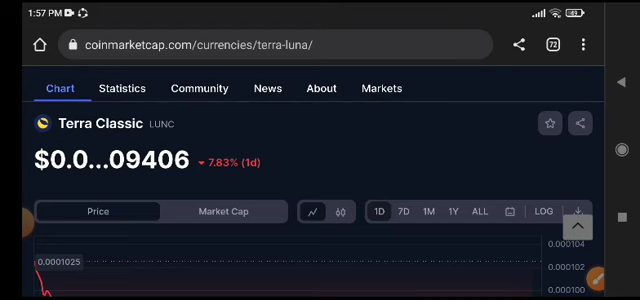 1:57 PM
coinmarketcap.com/currencies/terra-luna/
72
Chart Statistics Community News About Markets
Terra Classic LUNC
$0.0...09406 7.83% (1d)
Price Market Cap 1D 7D 1M 1Y ALL LOG
0.000104
0.0001025
0.000102
0.000100